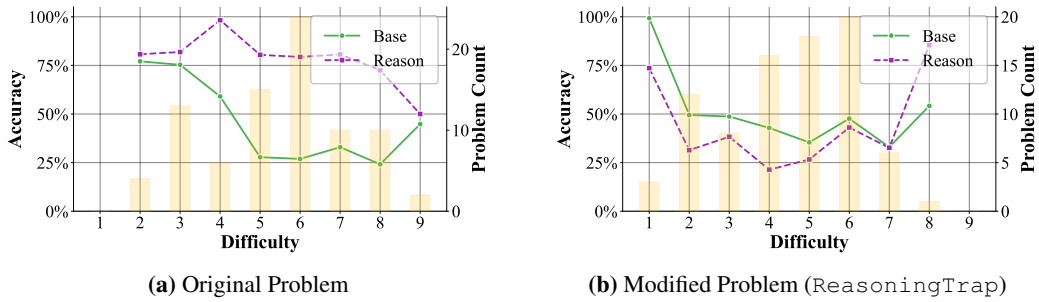 100%
75%
50%
25%
0%
Accuracy
20
10
0
Problem Count
Base
Reason
1 2 3 4 5 6 7 8 9
Difficulty
(a) Original Problem
100%
75%
50%
25%
0%
Accuracy
20
15
10
5
0
Problem Count
Base
Reason
1 2 3 4 5 6 7 8 9
Difficulty
(b) Modified Problem (ReasoningTrap)